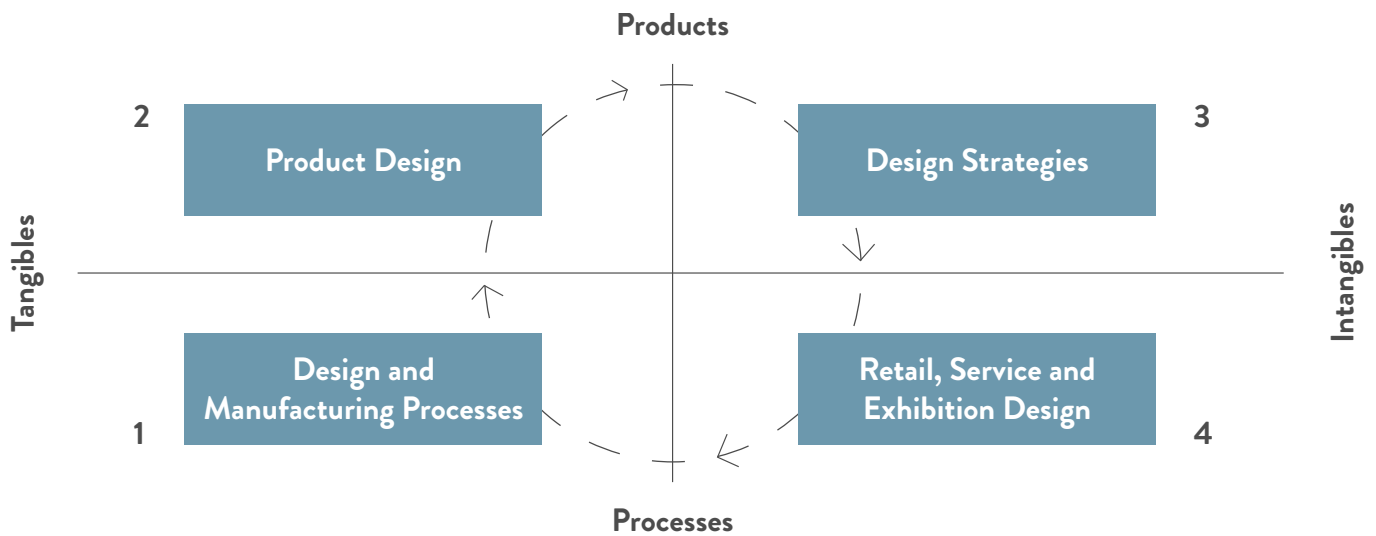 Products
2
Product Design
Design Strategies
3
Tangibles
Intangibles
1
Design and
Manufacturing Processes
Retail, Service and
Exhibition Design
4
Processes